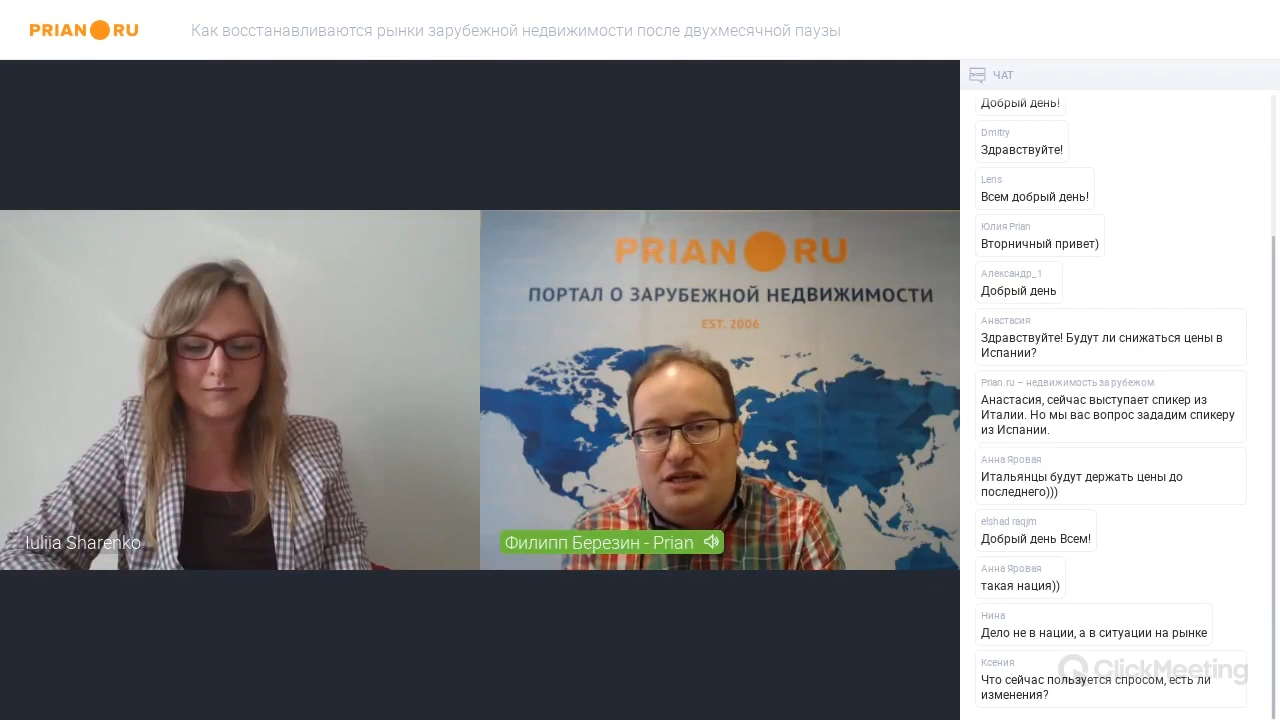 PRIAN RU
Как восстанавливаются рынки зарубежной недвижимости после двухмесячной паузы
ЧАТ
Добрый день!
Dmitry
Здравствуйте!
Lens
Всем добрый день!
Юлия Prian
Вторничный привет)
Александр_1
Добрый день
Анастасия
Здравствуйте! Будут ли снижаться цены в
Испании?
Prian.ru – недвижимость за рубежом
Анастасия, сейчас выступает спикер из
Италии. Но мы вас вопрос зададим спикеру
из Испании.
Анна Яровая
Итальянцы будут держать цены до
последнего)))
elshad raqjm
Добрый день Всем!
Анна Яровая
такая нация))
Нина
Дело не в нации, а в ситуации на рынке
Ксения
Что сейчас пользуется спросом, есть ли
изменения?
ClickMeeting
PRIAN RU
ПОРТАЛ О ЗАРУБЕЖНОЙ НЕДВИЖИМОСТИ
EST. 2006
Iuliia Sharenko
Филипп Березин - Prian